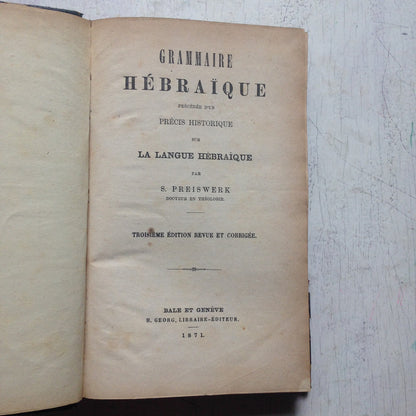 GRAMMAIRE
HÉBRAÏQUE
PRÉCÉDÉE D'UN
PRÉCIS HISTORIQUE
SUR
LA LANGUE HÉBRAÏQUE
PAR
S. PREISWERK
DOCTEUR EN THÉOLOGIE.
TROISIÈME ÉDITION REVUE ET CORRIGÉE.
BALE ET GENÈVE
H. GEORG, LIBRAIRE-ÉDITEUR.
1871.